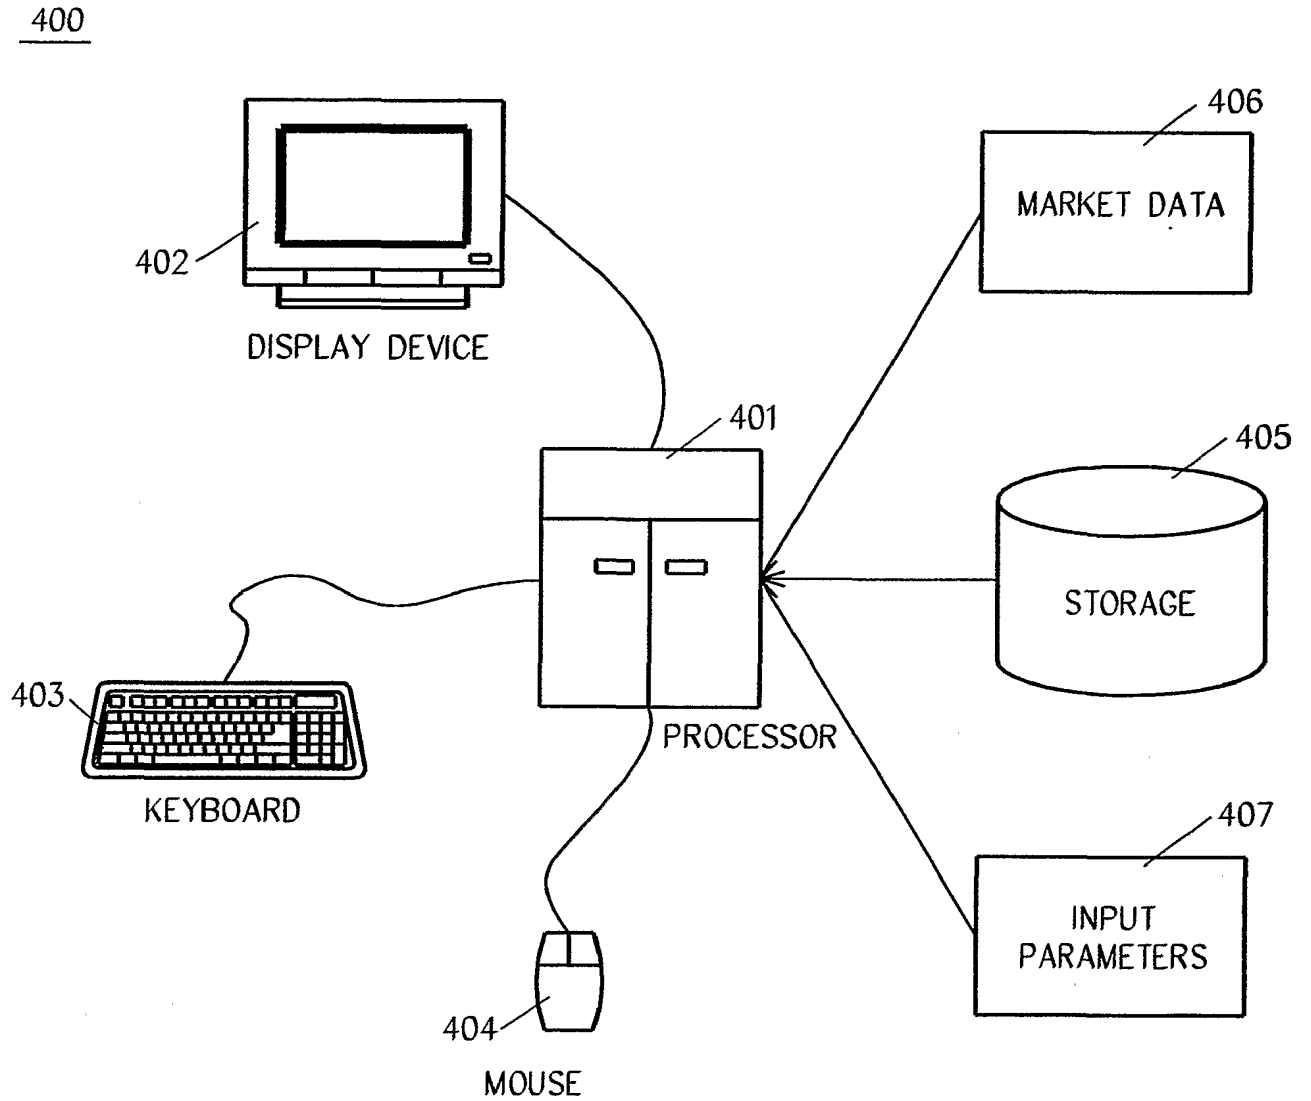 400
406
MARKET DATA
402
DISPLAY DEVICE
401
405
STORAGE
403
KEYBOARD
PROCESSOR
407
INPUT
PARAMETERS
404
MOUSE